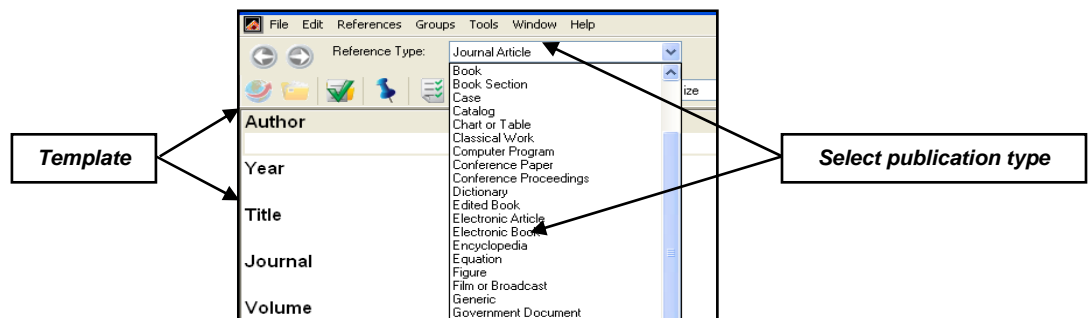 File Edit References Groups Tools Window Help
Reference Type: Journal Article
Book
Book Section
Case
Catalog
Chart or Table
Classical Work
Computer Program
Conference Paper
Conference Proceedings
Dictionary
Edited Book
Electronic Article
Electronic Book
Encyclopedia
Equation
Figure
Film or Broadcast
Generic
Government Document
ize
Author
Year
Title
Journal
Volume
Template
Select publication type